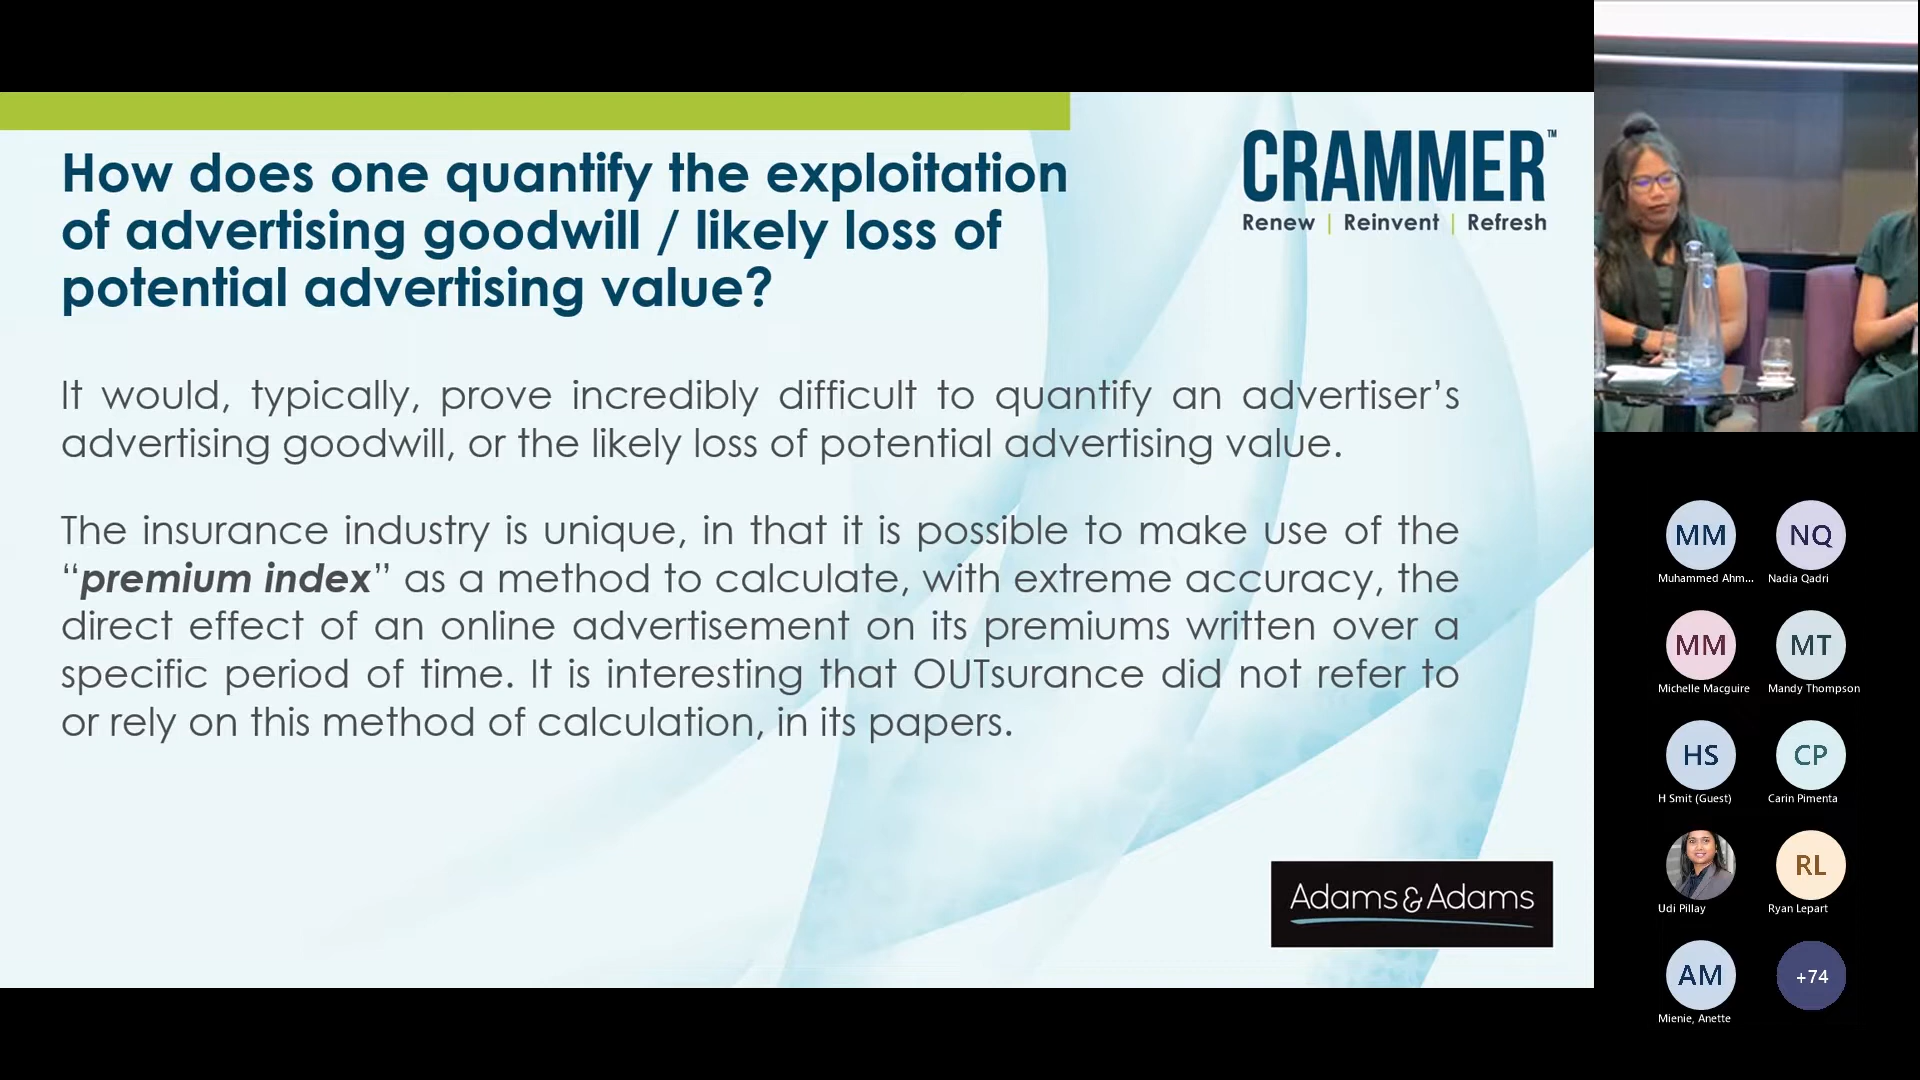 How does one quantify the exploitation
of advertising goodwill / likely loss of
potential advertising value?
CRAMMER™
Renew | Reinvent | Refresh
It would, typically, prove incredibly difficult to quantify an advertiser’s
advertising goodwill, or the likely loss of potential advertising value.
The insurance industry is unique, in that it is possible to make use of the
“premium index” as a method to calculate, with extreme accuracy, the
direct effect of an online advertisement on its premiums written over a
specific period of time. It is interesting that OUTsurance did not refer to
or rely on this method of calculation, in its papers.
Adams & Adams
MM
NQ
Muhammed Ahm...
Nadia Qadri
MM
MT
Michelle Macguire
Mandy Thompson
HS
CP
H Smit (Guest)
Carin Pimenta
RL
Udi Pillay
Ryan Lepart
AM
+74
Mienie, Anette